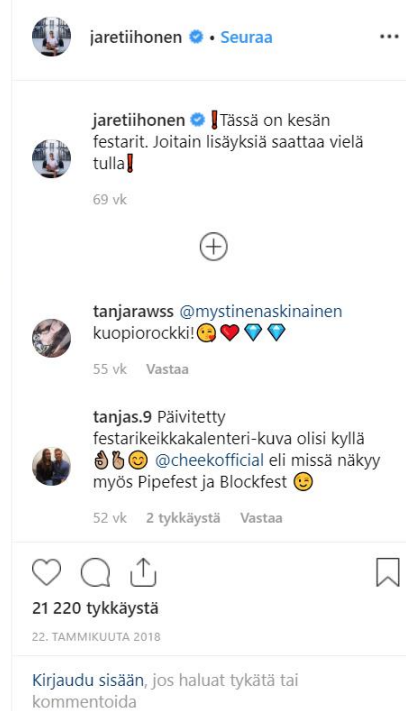 jaretiihonen • Seuraa
jaretiihonen ❗Tässä on kesän
festarit. Joitain lisäyksiä saattaa vielä
tulla❗
69 vk
tanjarawss @mystinenaskinainen
kuopiorockki!😘❤️💎💎
55 vk Vastaa
tanjas.9 Päivitetty
festarikeikkakalenteri-kuva olisi kyllä
👌🤞😊 @cheekofficial eli missä näkyy
myös Pipefest ja Blockfest 😉
52 vk 2 tykkäystä Vastaa
21 220 tykkäystä
22. TAMMIKUUTA 2018
Kirjaudu sisään, jos haluat tykätä tai
kommentoida